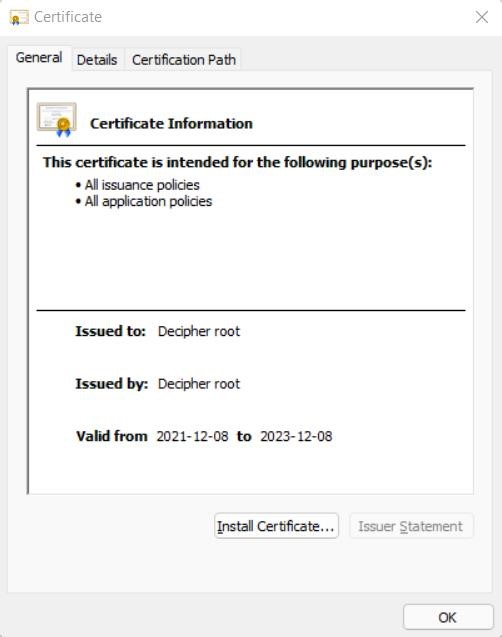 Certificate
General Details Certification Path
Certificate Information
This certificate is intended for the following purpose(s):
• All issuance policies
• All application policies
Issued to: Decipher root
Issued by: Decipher root
Valid from 2021-12-08 to 2023-12-08
Install Certificate... Issuer Statement
OK